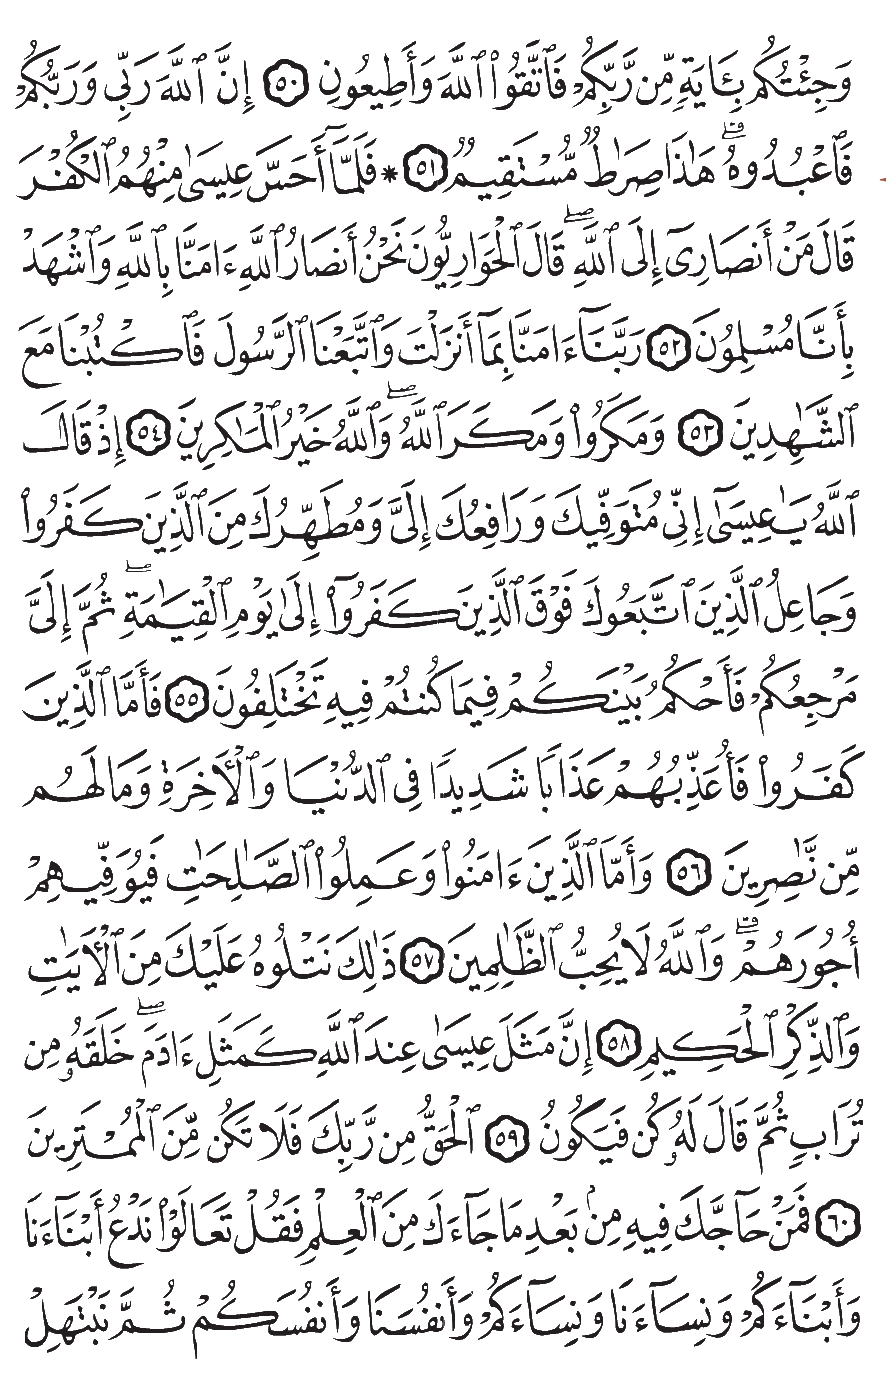 وَجِئۡتُكُم بِـَٔايَةٖ مِّن رَّبِّكُمۡ فَٱتَّقُواْ ٱللَّهَ وَأَطِيعُونِ ٥٠ إِنَّ ٱللَّهَ رَبِّي وَرَبُّكُمۡ
فَٱعۡبُدُوهُۚ هَٰذَا صِرَٰطٞ مُّسۡتَقِيمٞ ٥١ * فَلَمَّآ أَحَسَّ عِيسَىٰ مِنۡهُمُ ٱلۡكُفۡرَ
قَالَ مَنۡ أَنصَارِيٓ إِلَى ٱللَّهِۖ قَالَ ٱلۡحَوَارِيُّونَ نَحۡنُ أَنصَارُ ٱللَّهِ ءَامَنَّا بِٱللَّهِ وَٱشۡهَدۡ
بِأَنَّا مُسۡلِمُونَ ٥٢ رَبَّنَآ ءَامَنَّا بِمَآ أَنزَلۡتَ وَٱتَّبَعۡنَا ٱلرَّسُولَ فَٱكۡتُبۡنَا مَعَ
ٱلشَّٰهِدِينَ ٥٣ وَمَكَرُواْ وَمَكَرَ ٱللَّهُۖ وَٱللَّهُ خَيۡرُ ٱلۡمَٰكِرِينَ ٥٤ إِذۡ قَالَ
ٱللَّهُ يَٰعِيسَىٰٓ إِنِّي مُتَوَفِّيكَ وَرَافِعُكَ إِلَيَّ وَمُطَهِّرُكَ مِنَ ٱلَّذِينَ كَفَرُواْ
وَجَاعِلُ ٱلَّذِينَ ٱتَّبَعُوكَ فَوۡقَ ٱلَّذِينَ كَفَرُوٓاْ إِلَىٰ يَوۡمِ ٱلۡقِيَٰمَةِۖ ثُمَّ إِلَيَّ
مَرۡجِعُكُمۡ فَأَحۡكُمُ بَيۡنَكُمۡ فِيمَا كُنتُمۡ فِيهِ تَخۡتَلِفُونَ ٥٥ فَأَمَّا ٱلَّذِينَ
كَفَرُواْ فَأُعَذِّبُهُمۡ عَذَابٗا شَدِيدٗا فِي ٱلدُّنۡيَا وَٱلۡأٓخِرَةِ وَمَا لَهُم
مِّن نَّٰصِرِينَ ٥٦ وَأَمَّا ٱلَّذِينَ ءَامَنُواْ وَعَمِلُواْ ٱلصَّٰلِحَٰتِ فَيُوَفِّيهِمۡ
أُجُورَهُمۡۗ وَٱللَّهُ لَا يُحِبُّ ٱلظَّٰلِمِينَ ٥٧ ذَٰلِكَ نَتۡلُوهُ عَلَيۡكَ مِنَ ٱلۡأٓيَٰتِ
وَٱلذِّكۡرِ ٱلۡحَكِيمِ ٥٨ إِنَّ مَثَلَ عِيسَىٰ عِندَ ٱللَّهِ كَمَثَلِ ءَادَمَۖ خَلَقَهُۥ مِن
تُرَابٖ ثُمَّ قَالَ لَهُۥ كُن فَيَكُونُ ٥٩ ٱلۡحَقُّ مِن رَّبِّكَ فَلَا تَكُن مِّنَ ٱلۡمُمۡتَرِينَ
٦٠ فَمَنۡ حَآجَّكَ فِيهِ مِنۢ بَعۡدِ مَا جَآءَكَ مِنَ ٱلۡعِلۡمِ فَقُلۡ تَعَالَوۡاْ نَدۡعُ أَبۡنَآءَنَا
وَأَبۡنَآءَكُمۡ وَنِسَآءَنَا وَنِسَآءَكُمۡ وَأَنفُسَنَا وَأَنفُسَكُمۡ ثُمَّ نَبۡتَهِلۡ